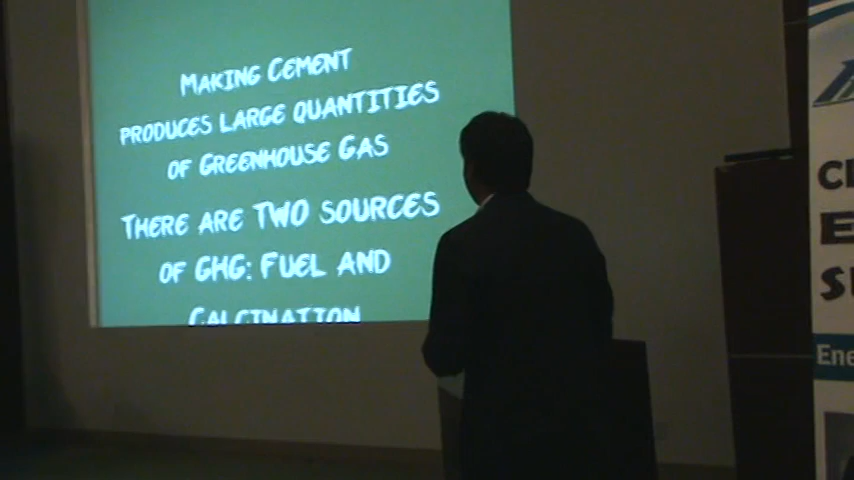 MAKING CEMENT
PRODUCES LARGE QUANTITIES
OF GREENHOUSE GAS
THERE ARE TWO SOURCES
OF GHG: FUEL AND
CALCINATION